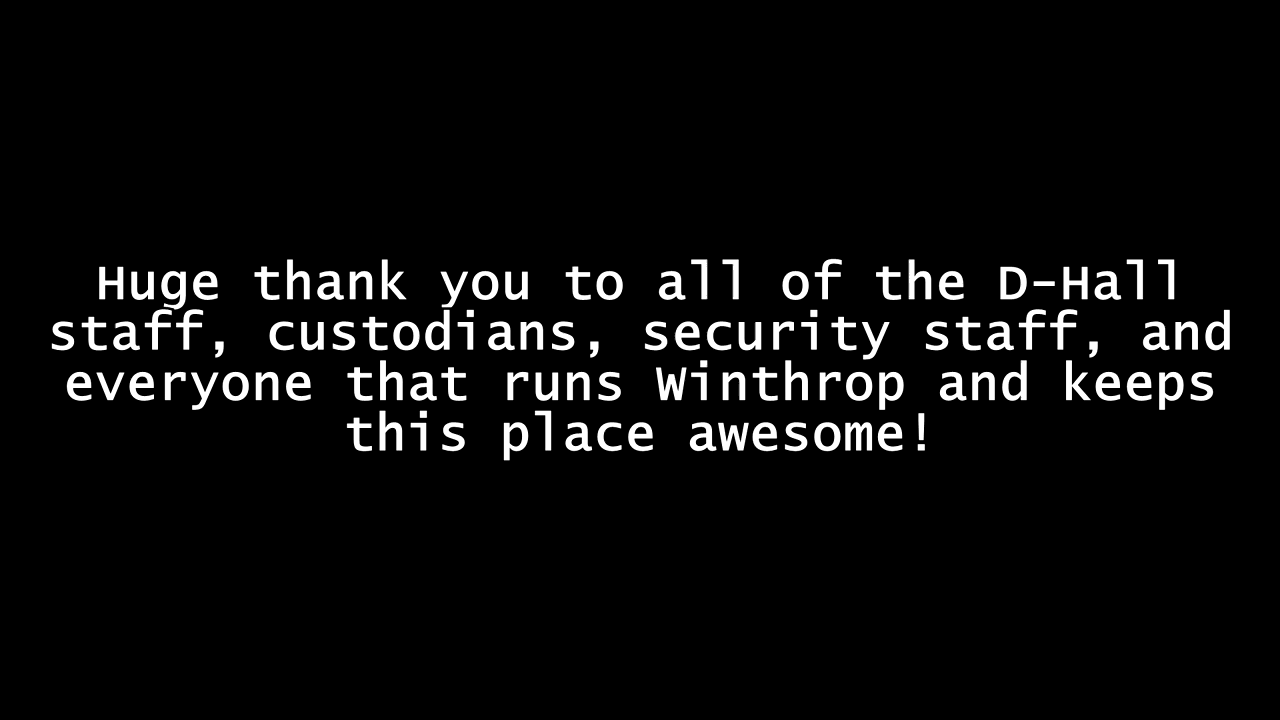 Huge thank you to all of the D-Hall
staff, custodians, security staff, and
everyone that runs Winthrop and keeps
this place awesome!